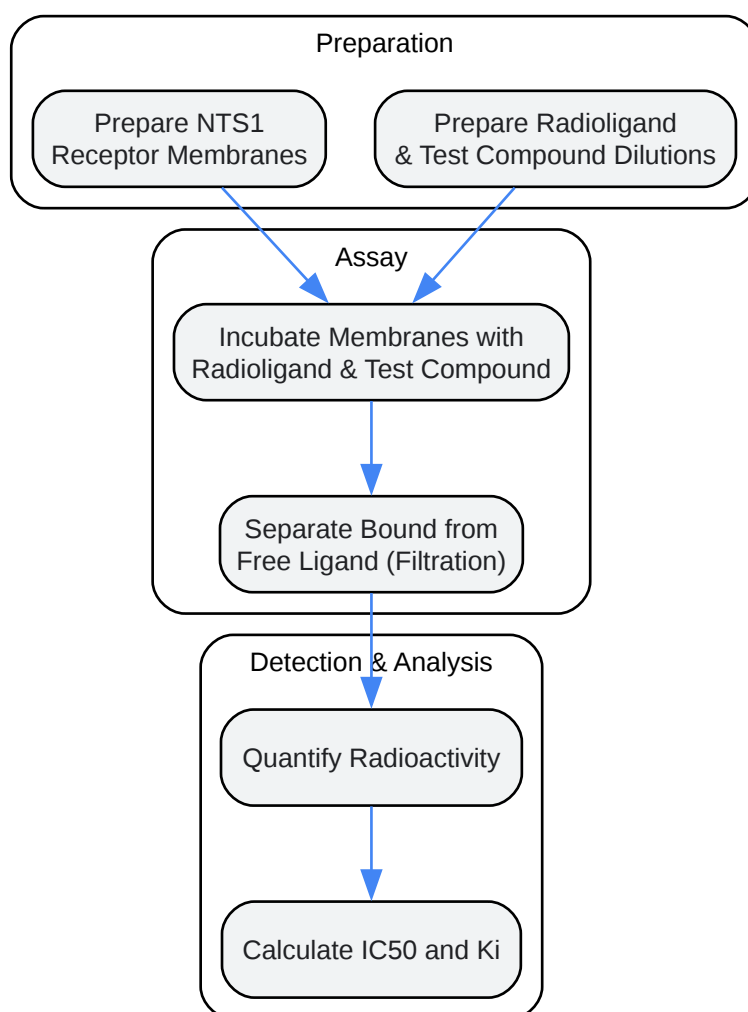 Preparation
Prepare NTS1
Receptor Membranes
Prepare Radioligand
& Test Compound Dilutions
Assay
Incubate Membranes with
Radioligand & Test Compound
Separate Bound from
Free Ligand (Filtration)
Detection & Analysis
Quantify Radioactivity
Calculate IC50 and Ki